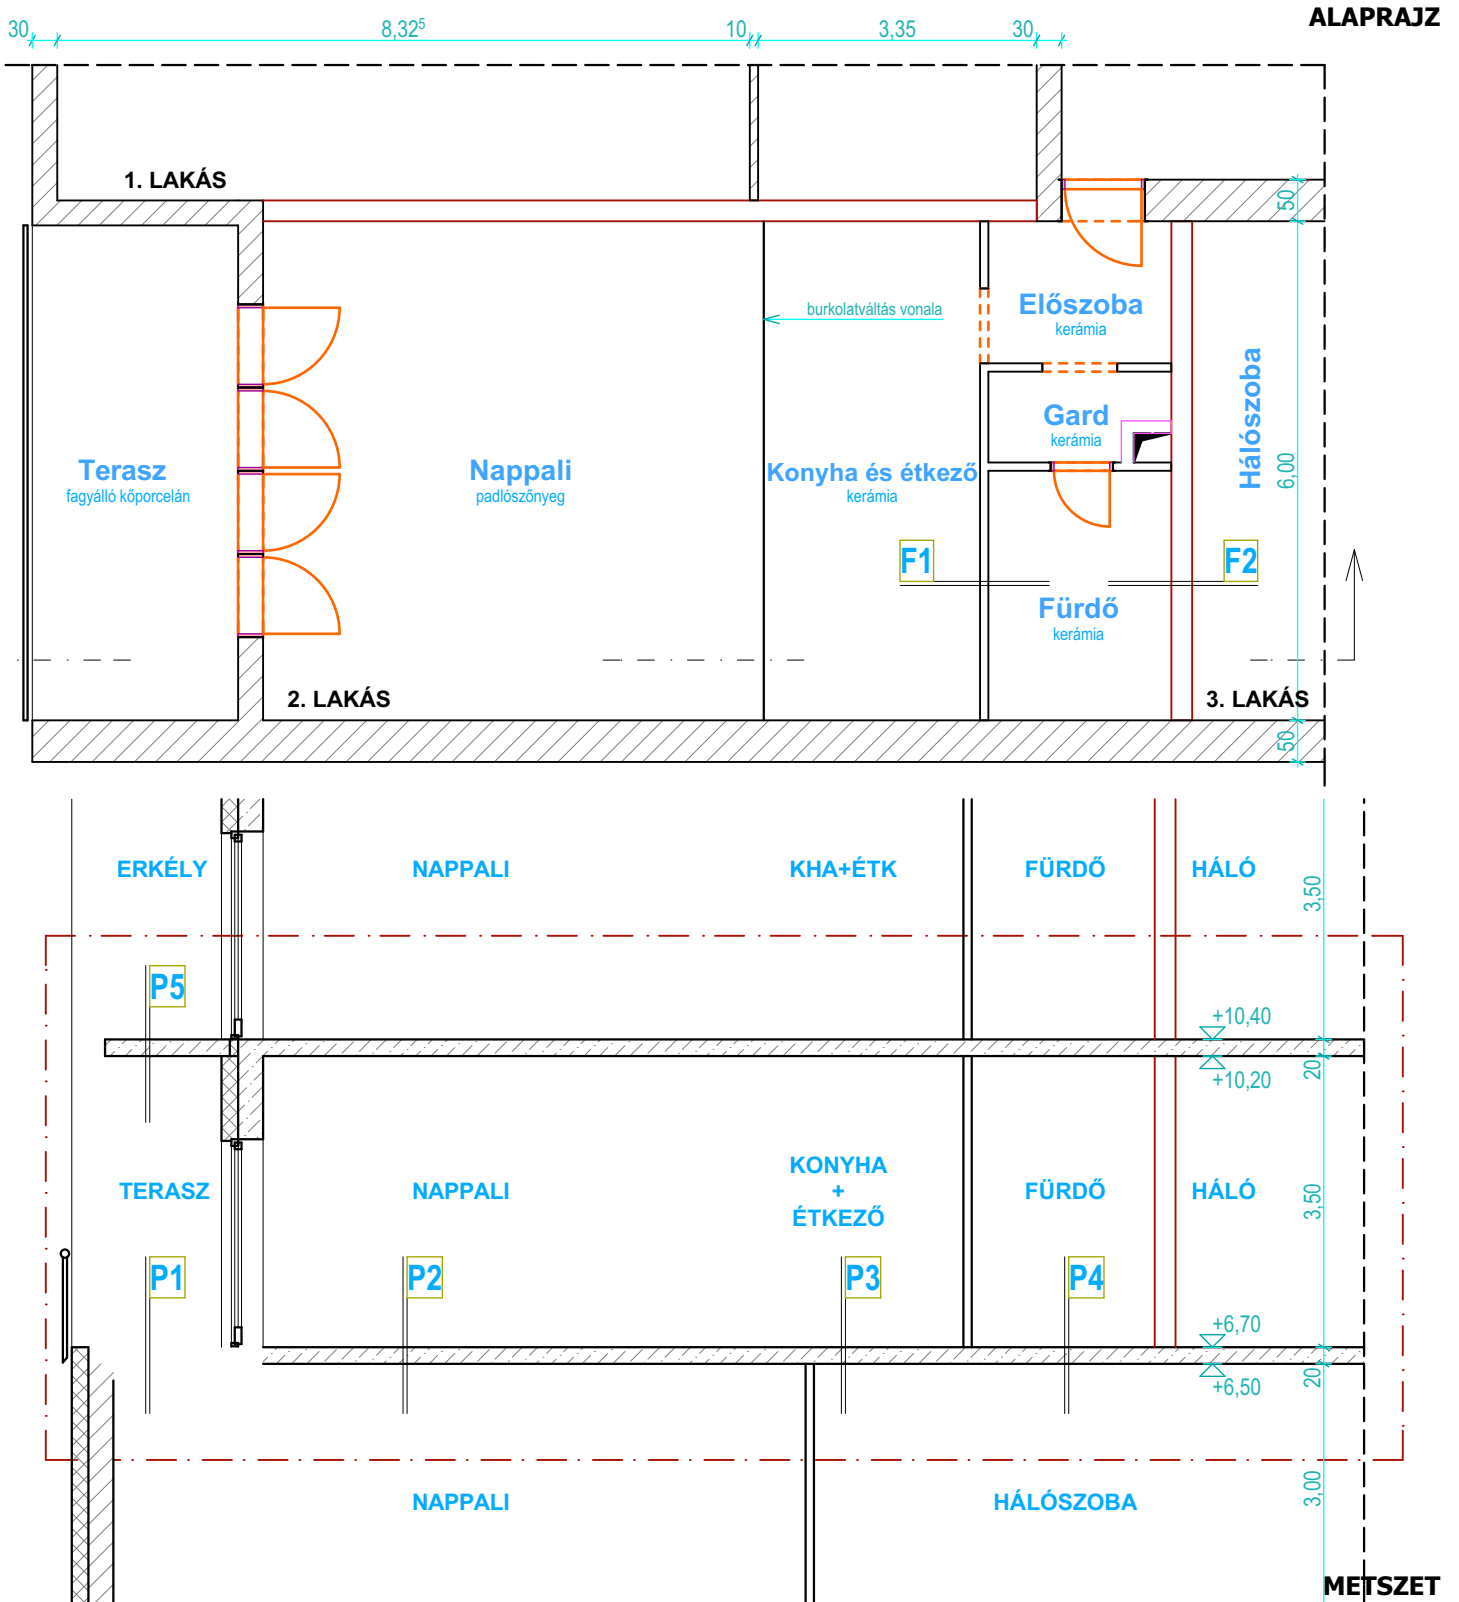 ALAPRAJZ
30 8,32⁵ 10 3,35 30
1. LAKÁS
50
burkolatváltás vonala
Előszoba
kerámia
Gard
kerámia
Hálószoba
6,00
Terasz
fagyálló kőporcelán
Nappali
padlószőnyeg
Konyha és étkező
kerámia
F1
F2
Fürdő
kerámia
2. LAKÁS
3. LAKÁS
50
ERKÉLY NAPPALI KHA+ÉTK FÜRDŐ HÁLÓ
3,50
P5
+10,40
+10,20
20
KONYHA
+
ÉTKEZŐ
TERASZ NAPPALI FÜRDŐ HÁLÓ
3,50
P1 P2 P3 P4
+6,70
+6,50
20
NAPPALI HÁLÓSZOBA
3,00
METSZET